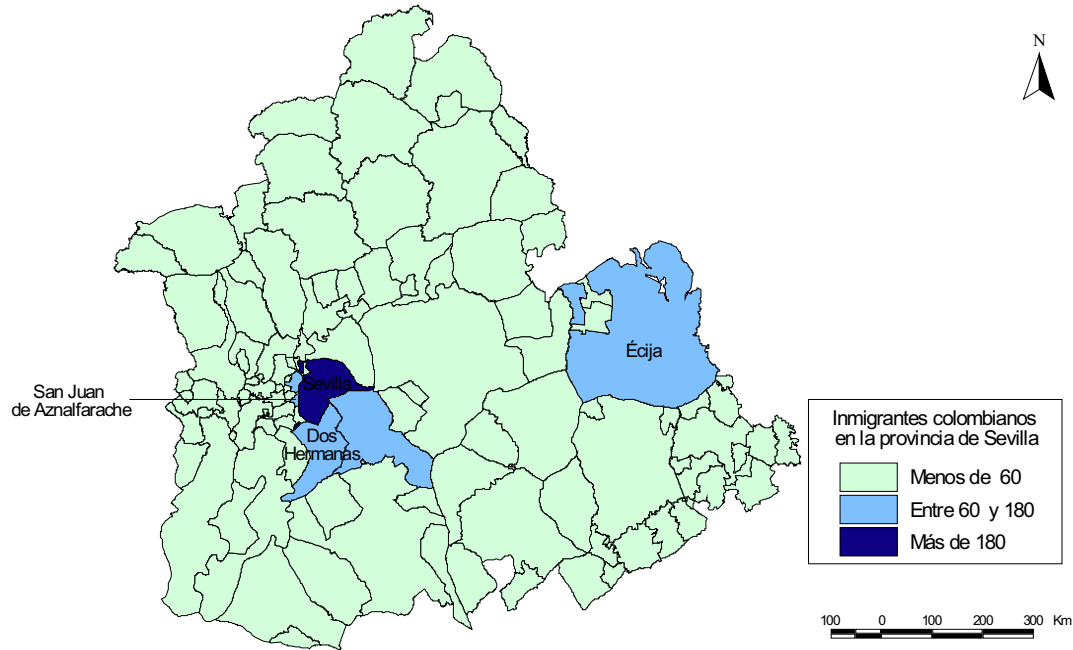 N
Écija
Sevilla
San Juan
de Aznalfarache
Dos
Hermanas
Inmigrantes colombianos
en la provincia de Sevilla
Menos de 60
Entre 60 y 180
Más de 180
100 0 100 200 300 Km